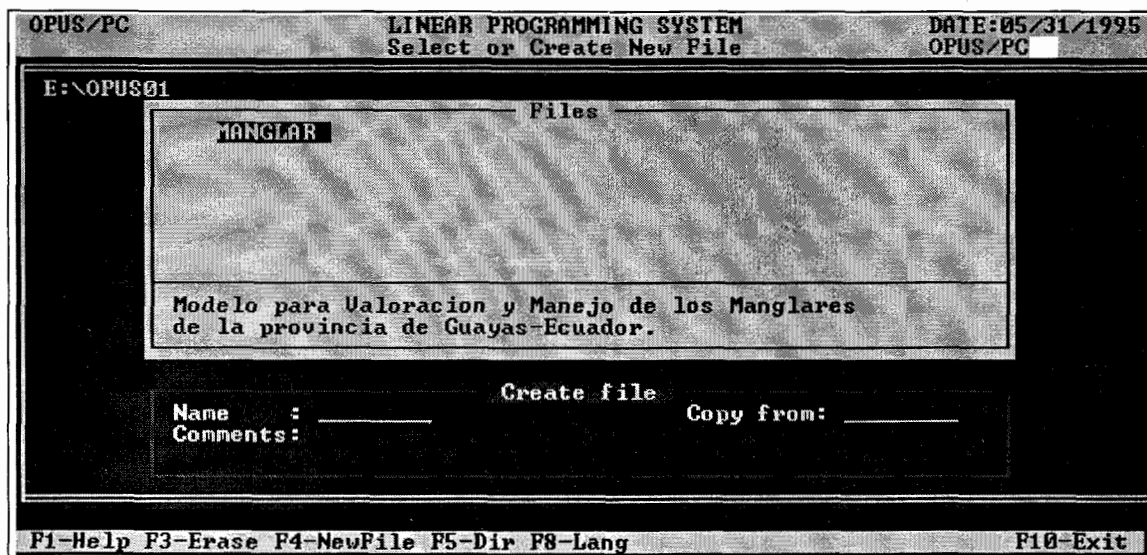 OPUS/PC LINEAR PROGRAMMING SYSTEM DATE:05/31/1995
Select or Create New File OPUS/PC
E:\OPUS01
Files
MANGLAR
Modelo para Valoracion y Manejo de los Manglares
de la provincia de Guayas-Ecuador.
Create file
Name : Copy from:
Comments:
F1-Help F3-Erase F4-NewFile F5-Dir F8-Lang F10-Exit